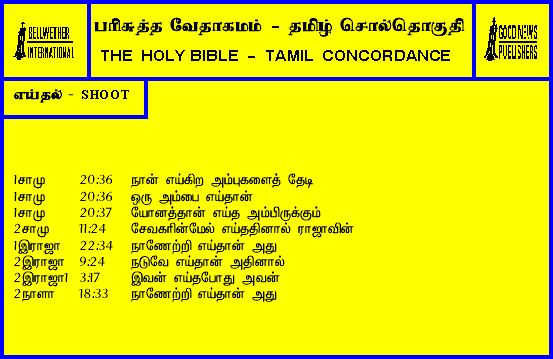 BELLWETHER
INTERNATIONAL
பரிசுத்த வேதாகமம் - தமிழ் சொல்தொகுதி
THE HOLY BIBLE - TAMIL CONCORDANCE
GOOD NEWS
PUBLISHERS
எய்தல் - SHOOT
1சாமு 20:36 நான் எய்கிற அம்புகளைத் தேடி
1சாமு 20:36 ஒரு அம்பை எய்தான்
1சாமு 20:37 யோனத்தான் எய்த அம்பிருக்கும்
2சாமு 11:24 சேவகரின்மேல் எய்ததினால் ராஜாவின்
1இராஜா 22:34 நாணேற்றி எய்தான் அது
2இராஜா 9:24 நடுவே எய்தான் அதினால்
2இராஜா1 3:17 இவன் எய்தபோது அவன்
2நாளா 18:33 நாணேற்றி எய்தான் அது